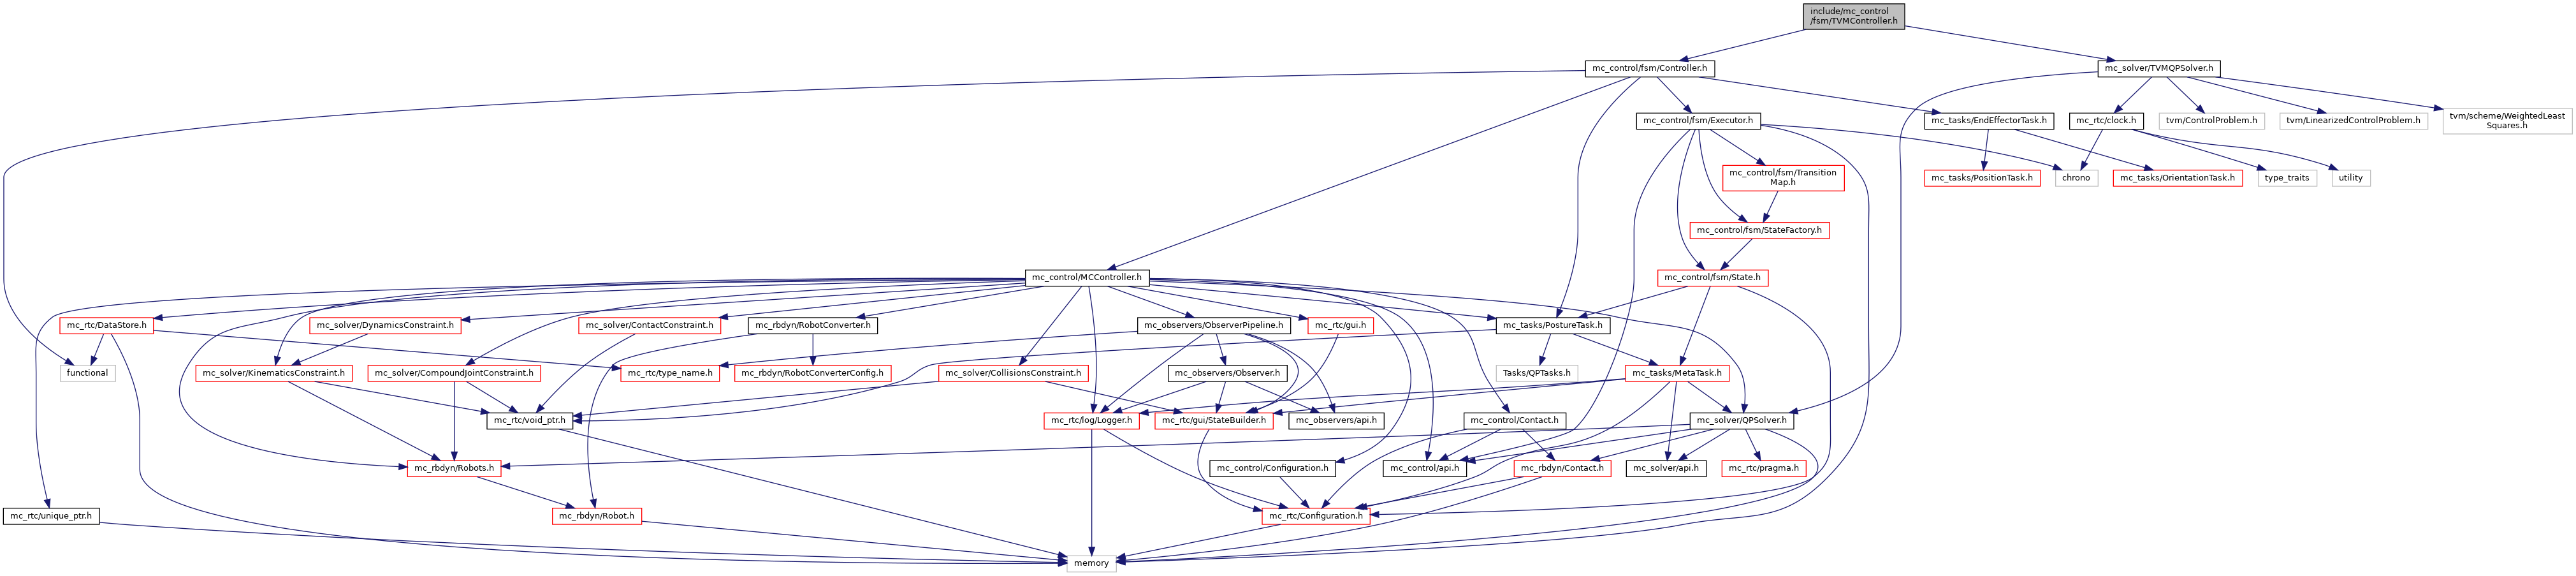 include/mc_control
/fsm/TVMController.h
mc_control/fsm/Controller.h
mc_solver/TVMQPSolver.h
mc_control/fsm/Executor.h
mc_tasks/EndEffectorTask.h
mc_rtc/clock.h
tvm/ControlProblem.h
tvm/LinearizedControlProblem.h
tvm/scheme/WeightedLeast
Squares.h
mc_control/fsm/Transition
Map.h
mc_tasks/PositionTask.h
chrono
mc_tasks/OrientationTask.h
type_traits
utility
mc_control/fsm/StateFactory.h
mc_control/MCController.h
mc_control/fsm/State.h
mc_rtc/DataStore.h
mc_solver/DynamicsConstraint.h
mc_solver/ContactConstraint.h
mc_rbdyn/RobotConverter.h
mc_observers/ObserverPipeline.h
mc_rtc/gui.h
mc_tasks/PostureTask.h
functional
mc_solver/KinematicsConstraint.h
mc_solver/CompoundJointConstraint.h
mc_rtc/type_name.h
mc_rbdyn/RobotConverterConfig.h
mc_solver/CollisionsConstraint.h
mc_observers/Observer.h
Tasks/QPTasks.h
mc_tasks/MetaTask.h
mc_rtc/void_ptr.h
mc_rtc/log/Logger.h
mc_rtc/gui/StateBuilder.h
mc_observers/api.h
mc_control/Contact.h
mc_solver/QPSolver.h
mc_rbdyn/Robots.h
mc_control/Configuration.h
mc_control/api.h
mc_rbdyn/Contact.h
mc_solver/api.h
mc_rtc/pragma.h
mc_rtc/unique_ptr.h
mc_rbdyn/Robot.h
mc_rtc/Configuration.h
memory